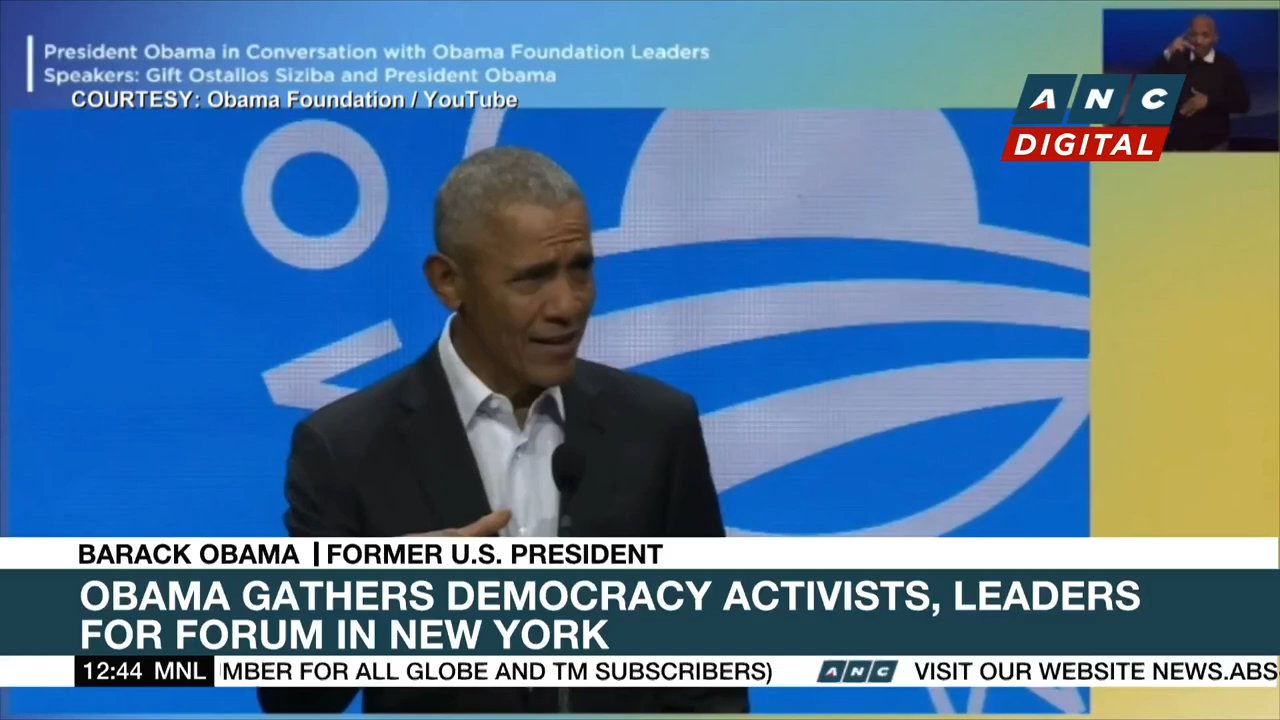 President Obama in Conversation with Obama Foundation Leaders
Speakers: Gift Ostallos Siziba and President Obama
COURTESY: Obama Foundation / YouTube
ANC
DIGITAL
BARACK OBAMA | FORMER U.S. PRESIDENT
OBAMA GATHERS DEMOCRACY ACTIVISTS, LEADERS
FOR FORUM IN NEW YORK
12:44 MNL MBER FOR ALL GLOBE AND TM SUBSCRIBERS) ANC VISIT OUR WEBSITE NEWS.ABS